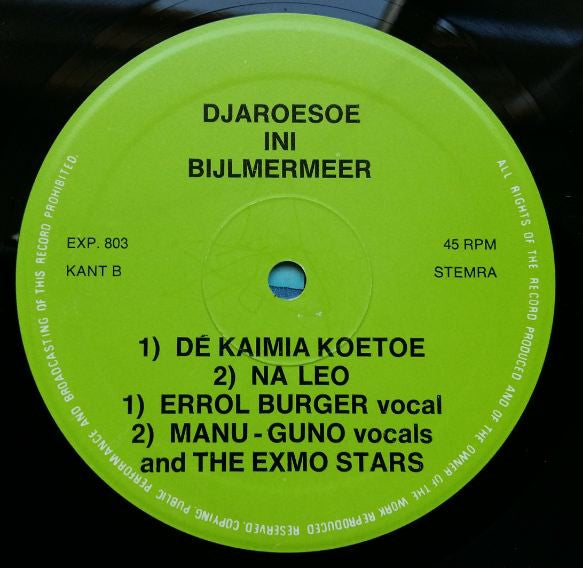 DJAROESOE
INI
BIJLMERMEER
EXP. 803
KANT B
45 RPM
STEMRA
1) DÉ KAIMIA KOETOE
2) NA LEO
1) ERROL BURGER vocal
2) MANU - GUNO vocals
and THE EXMO STARS
ALL RIGHTS OF THE RECORD PRODUCED AND OF THE OWNER OF THE WORK REPRODUCED RESERVED. COPYING PUBLIC PERFORMANCE AND BROADCASTING OF THIS RECORD PROHIBITED.